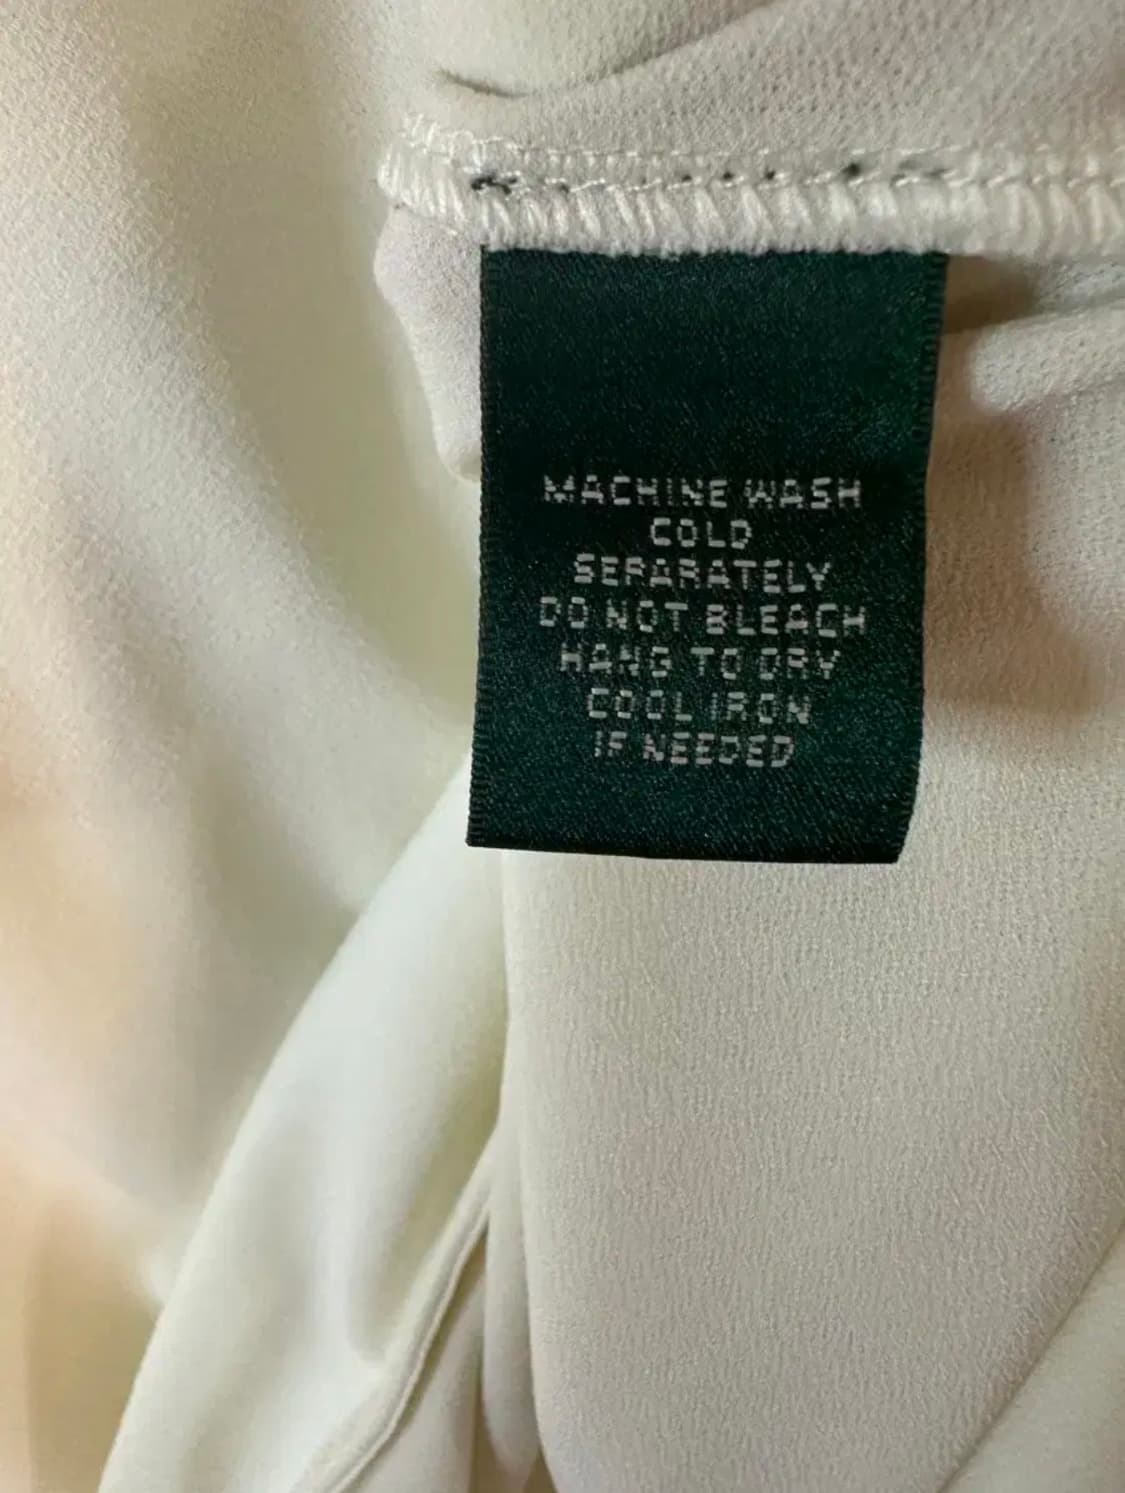 MACHINE WASH
COLD
SEPARATELY
DO NOT BLEACH
HANG TO DRY
COOL IRON
IF NEEDED